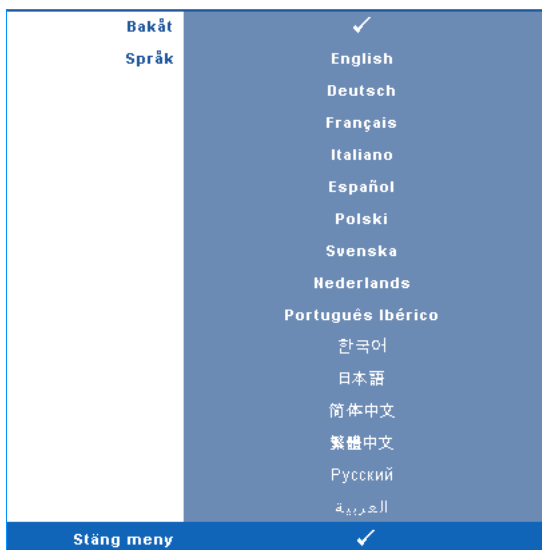 Bakåt ✓
Språk English
Deutsch
Français
Italiano
Español
Polski
Svenska
Nederlands
Português Ibérico
한국어
日本語
简体中文
繁體中文
Русский
العربية
Stäng meny ✓